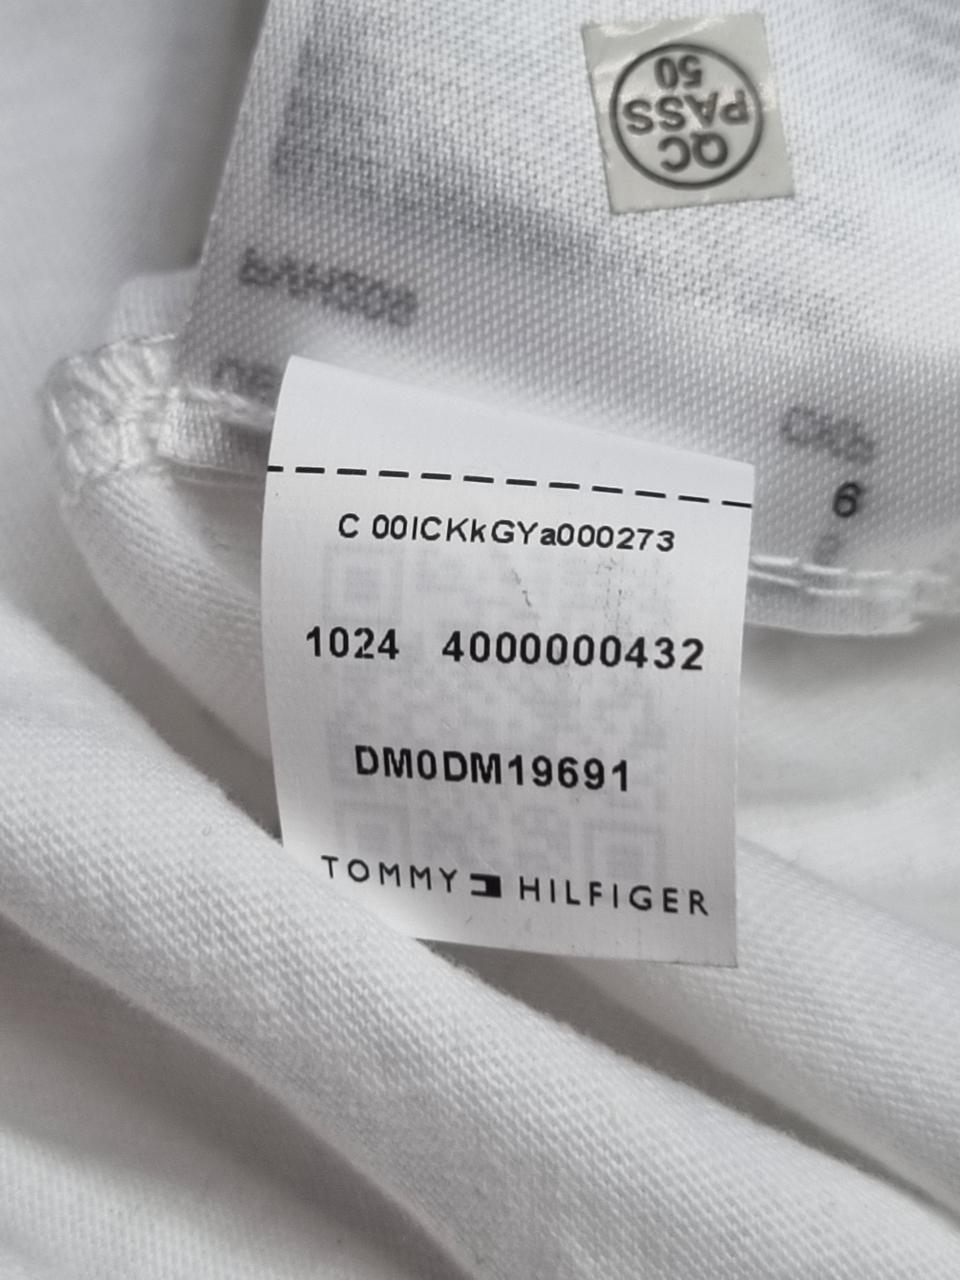 QC
PASS
50
6
C 00ICKkGYa000273
1024 4000000432
DM0DM19691
TOMMY HILFIGER